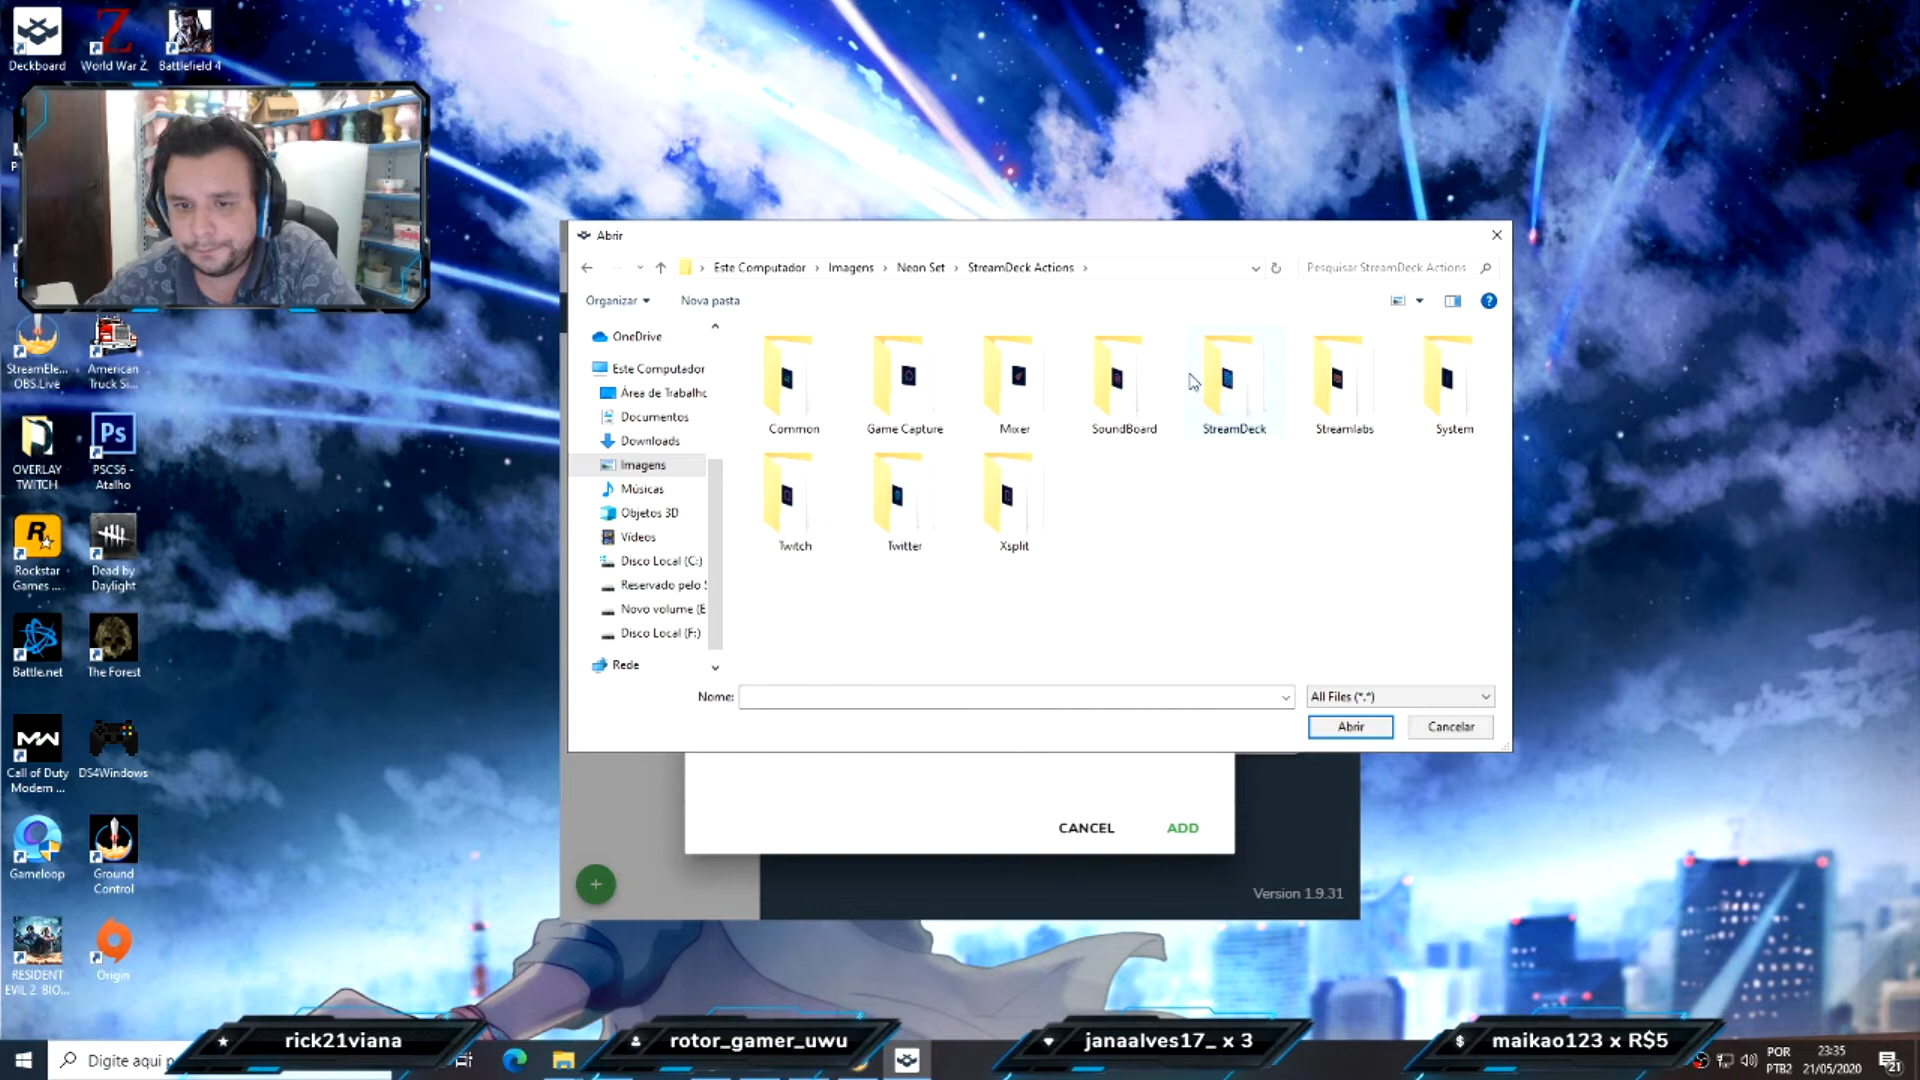 Deckboard
World War Z
Battlefield 4
StreamEle...
OBS.Live
American
Truck Si...
OVERLAY
TWITCH
Ps
PSCS6 -
Atalho
Rockstar
Games ...
Dead by
Daylight
Battle.net
The Forest
Call of Duty
Modern ...
DS4Windows
Gameloop
Ground
Control
RESIDENT
EVIL 2 BIO...
Origin
Abrir
Este Computador
Imagens
Neon Set
StreamDeck Actions
Pesquisar StreamDeck Actions
Organizar
Nova pasta
OneDrive
Este Computador
Área de Trabalho
Documentos
Downloads
Imagens
Músicas
Objetos 3D
Vídeos
Disco Local (C:)
Reservado pelo S
Novo volume (E
Disco Local (F:)
Rede
Common
Game Capture
Mixer
SoundBoard
StreamDeck
Streamlabs
System
Twitch
Twitter
Xsplit
Nome:
All Files (*.*)
Abrir
Cancelar
CANCEL
ADD
Version 1.9.31
rick21viana
rotor_gamer_uwu
janaalves17_ x 3
maikao123 x R$5
Digite aqui p
POR
PTB2
23:35
21/05/2020
21